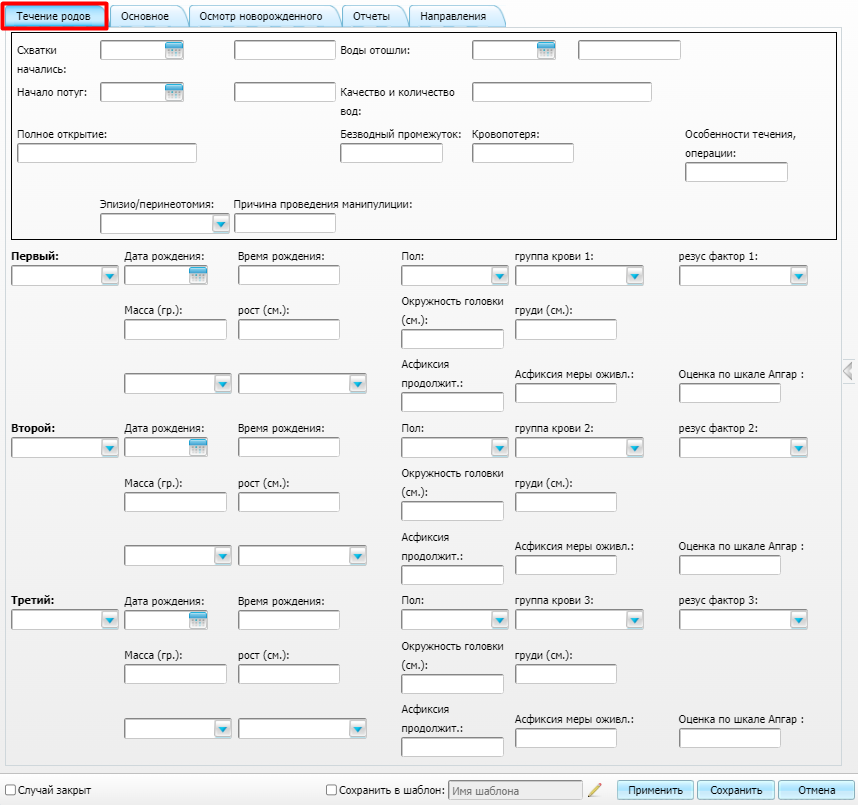 Течение родов Основное Осмотр новорожденного Отчеты Направления
Схватки Воды отошли:
начались:
Начало потуг: Качество и количество
вод:
Полное открытие: Безводный промежуток: Кровопотеря: Особенности течения,
операции:
Эпизио/перинеотомия: Причина проведения манипулиции:
Первый: Дата рождения: Время рождения: Пол: группа крови 1: резус фактор 1:
Масса (гр.): рост (см.): Окружность головки груди (см.):
(см.):
Асфиксия Асфиксия меры оживл.: Оценка по шкале Апгар :
продолжит.:
Второй: Дата рождения: Время рождения: Пол: группа крови 2: резус фактор 2:
Масса (гр.): рост (см.): Окружность головки груди (см.):
(см.):
Асфиксия Асфиксия меры оживл.: Оценка по шкале Апгар :
продолжит.:
Третий: Дата рождения: Время рождения: Пол: группа крови 3: резус фактор 3:
Масса (гр.): рост (см.): Окружность головки груди (см.):
(см.):
Асфиксия Асфиксия меры оживл.: Оценка по шкале Апгар :
продолжит.:
Случай закрыт Сохранить в шаблон: Имя шаблона Применить Сохранить Отмена